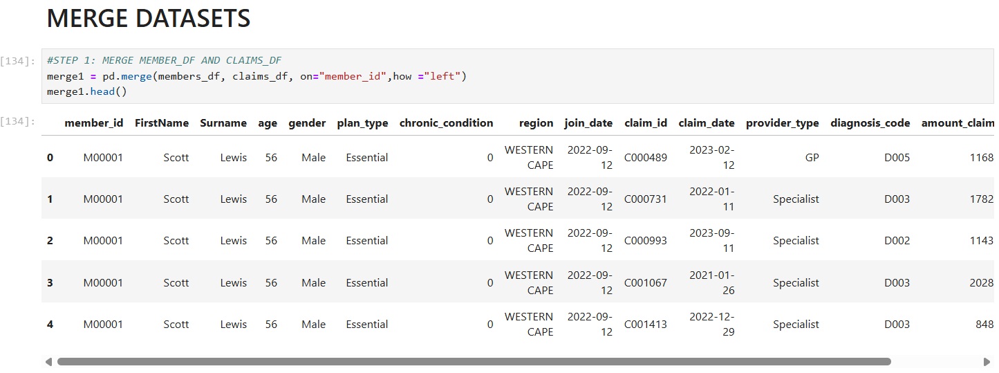 MERGE DATASETS
[134]: #STEP 1: MERGE MEMBER_DF AND CLAIMS_DF
merge1 = pd.merge(members_df, claims_df, on="member_id",how ="left")
merge1.head()
[134]: member_id FirstName Surname age gender plan_type chronic_condition region join_date claim_id claim_date provider_type diagnosis_code amount_claim
0 M00001 Scott Lewis 56 Male Essential 0 WESTERN CAPE 2022-09-12 C000489 2023-02-12 GP D005 1168
1 M00001 Scott Lewis 56 Male Essential 0 WESTERN CAPE 2022-09-12 C000731 2022-01-11 Specialist D003 1782
2 M00001 Scott Lewis 56 Male Essential 0 WESTERN CAPE 2022-09-12 C000993 2023-09-11 Specialist D002 1143
3 M00001 Scott Lewis 56 Male Essential 0 WESTERN CAPE 2022-09-12 C001067 2021-01-26 Specialist D003 2028
4 M00001 Scott Lewis 56 Male Essential 0 WESTERN CAPE 2022-09-12 C001413 2022-12-29 Specialist D003 848